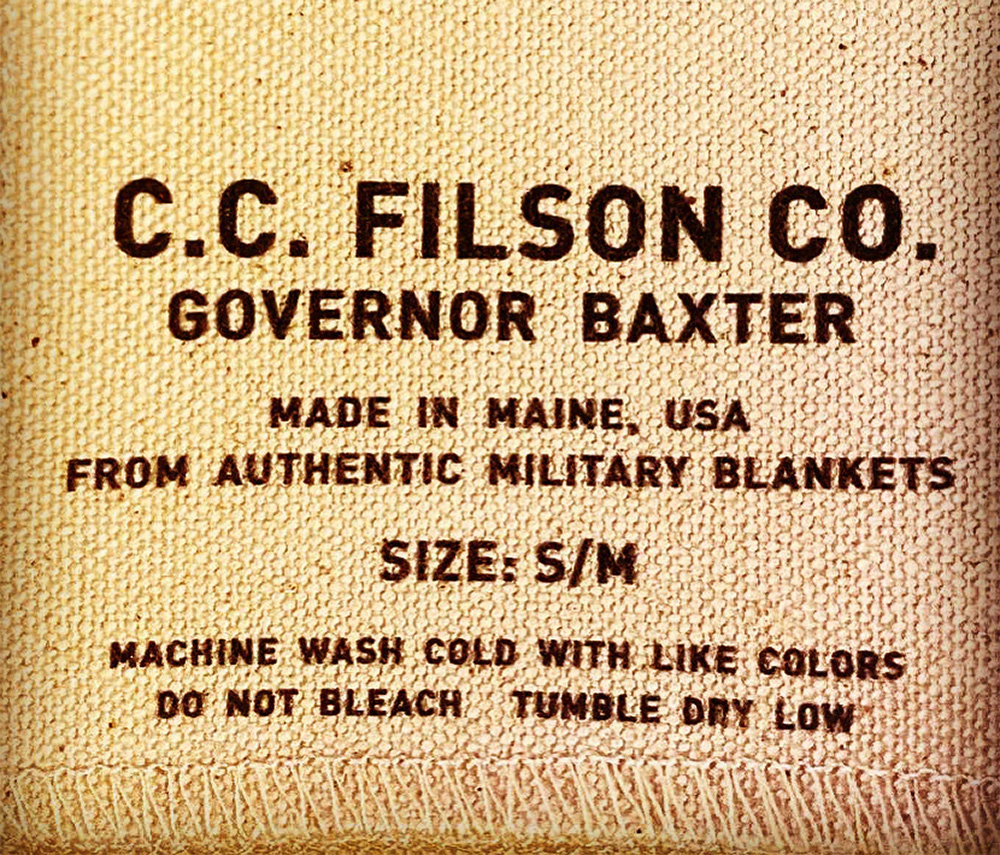 C.C. FILSON CO.
GOVERNOR BAXTER
MADE IN MAINE, USA
FROM AUTHENTIC MILITARY BLANKETS
SIZE: S/M
MACHINE WASH COLD WITH LIKE COLORS
DO NOT BLEACH TUMBLE DRY LOW